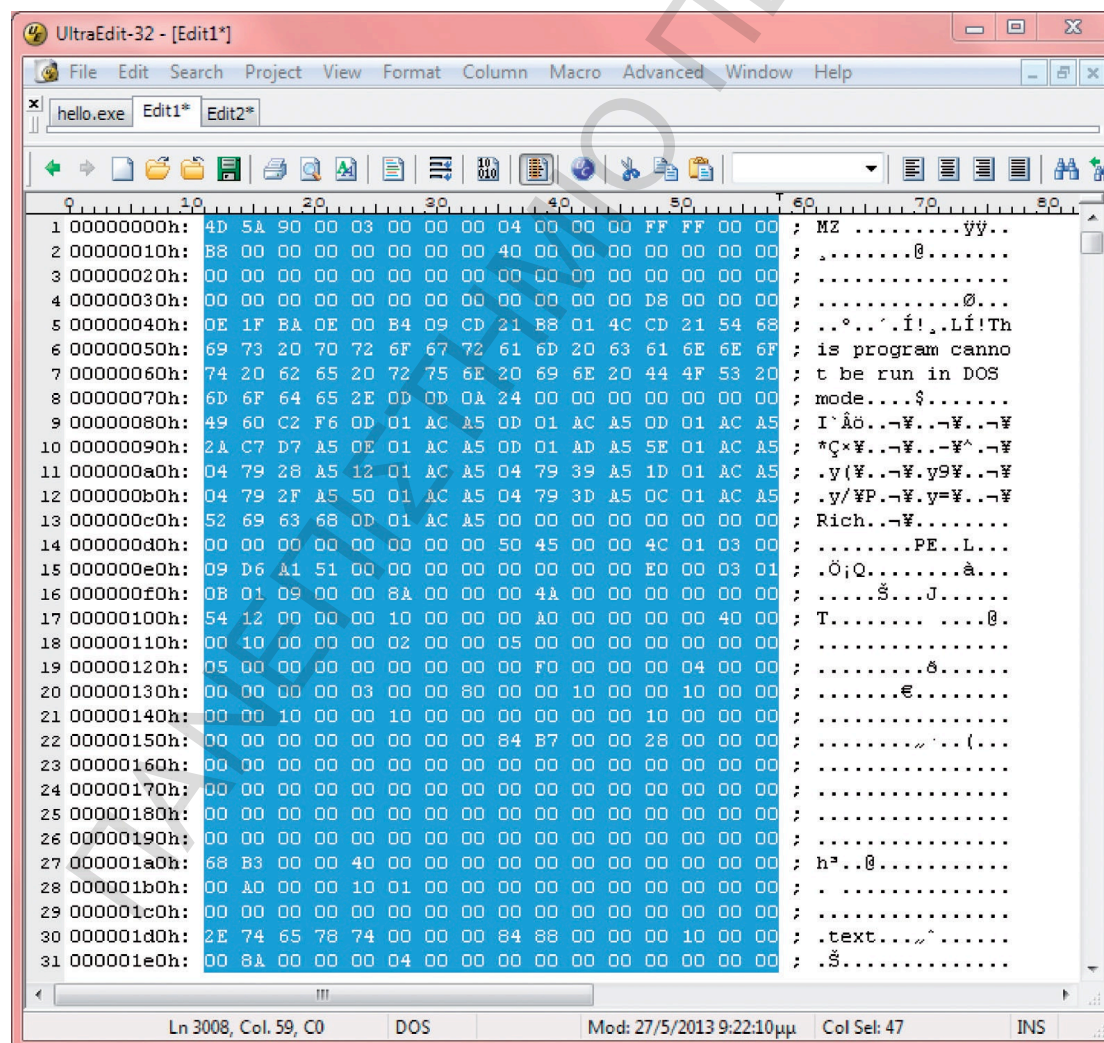 UltraEdit-32 - [Edit1*]
File Edit Search Project View Format Column Macro Advanced Window Help
hello.exe Edit1* Edit2*
0 10 20 30 40 50 60 70 80
1 00000000h: 4D 5A 90 00 03 00 00 00 04 00 00 00 FF FF 00 00 ; MZ .........ÿÿ..
2 00000010h: B8 00 00 00 00 00 00 00 40 00 00 00 00 00 00 00 ; ¸.......@.......
3 00000020h: 00 00 00 00 00 00 00 00 00 00 00 00 00 00 00 00 ; ................
4 00000030h: 00 00 00 00 00 00 00 00 00 00 00 00 D8 00 00 00 ; ............Ø...
5 00000040h: 0E 1F BA 0E 00 B4 09 CD 21 B8 01 4C CD 21 54 68 ; ..º..´.Í!¸.LÍ!Th
6 00000050h: 69 73 20 70 72 6F 67 72 61 6D 20 63 61 6E 6E 6F ; is program canno
7 00000060h: 74 20 62 65 20 72 75 6E 20 69 6E 20 44 4F 53 20 ; t be run in DOS
8 00000070h: 6D 6F 64 65 2E 0D 0D 0A 24 00 00 00 00 00 00 00 ; mode....$.......
9 00000080h: 49 60 C2 F6 0D 01 AC A5 0D 01 AC A5 0D 01 AC A5 ; I`Âö..¬¥..¬¥..¬¥
10 00000090h: 2A C7 D7 A5 0E 01 AC A5 0D 01 AD A5 5E 01 AC A5 ; *Ç×¥..¬¥..-¥^.¬¥
11 000000a0h: 04 79 28 A5 12 01 AC A5 04 79 39 A5 1D 01 AC A5 ; .y(¥..¬¥.y9¥..¬¥
12 000000b0h: 04 79 2F A5 50 01 AC A5 04 79 3D A5 0C 01 AC A5 ; .y/¥P.¬¥.y=¥..¬¥
13 000000c0h: 52 69 63 68 0D 01 AC A5 00 00 00 00 00 00 00 00 ; Rich..¬¥........
14 000000d0h: 00 00 00 00 00 00 00 00 50 45 00 00 4C 01 03 00 ; ........PE..L...
15 000000e0h: 09 D6 A1 51 00 00 00 00 00 00 00 00 E0 00 03 01 ; .Ö¡Q........à...
16 000000f0h: 0B 01 09 00 00 8A 00 00 00 4A 00 00 00 00 00 00 ; .....Š...J......
17 00000100h: 54 12 00 00 00 10 00 00 00 A0 00 00 00 00 40 00 ; T........ ....@.
18 00000110h: 00 10 00 00 00 02 00 00 05 00 00 00 00 00 00 00 ; ................
19 00000120h: 05 00 00 00 00 00 00 00 00 F0 00 00 00 04 00 00 ; .........ð......
20 00000130h: 00 00 00 00 03 00 00 80 00 00 10 00 00 10 00 00 ; .......€........
21 00000140h: 00 00 10 00 00 10 00 00 00 00 00 00 10 00 00 00 ; ................
22 00000150h: 00 00 00 00 00 00 00 00 84 B7 00 00 28 00 00 00 ; ........„·..(...
23 00000160h: 00 00 00 00 00 00 00 00 00 00 00 00 00 00 00 00 ; ................
24 00000170h: 00 00 00 00 00 00 00 00 00 00 00 00 00 00 00 00 ; ................
25 00000180h: 00 00 00 00 00 00 00 00 00 00 00 00 00 00 00 00 ; ................
26 00000190h: 00 00 00 00 00 00 00 00 00 00 00 00 00 00 00 00 ; ................
27 000001a0h: 68 B3 00 00 40 00 00 00 00 00 00 00 00 00 00 00 ; h³..@...........
28 000001b0h: 00 A0 00 00 10 01 00 00 00 00 00 00 00 00 00 00 ; . ..............
29 000001c0h: 00 00 00 00 00 00 00 00 00 00 00 00 00 00 00 00 ; ................
30 000001d0h: 2E 74 65 78 74 00 00 00 84 88 00 00 00 10 00 00 ; .text...„ˆ......
31 000001e0h: 00 8A 00 00 00 04 00 00 00 00 00 00 00 00 00 00 ; .Š..............
Ln 3008, Col. 59, C0 DOS Mod: 27/5/2013 9:22:10μμ Col Sel: 47 INS